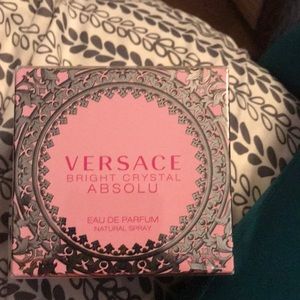 VERSACE
BRIGHT CRYSTAL
ABSOLU
EAU DE PARFUM
NATURAL SPRAY